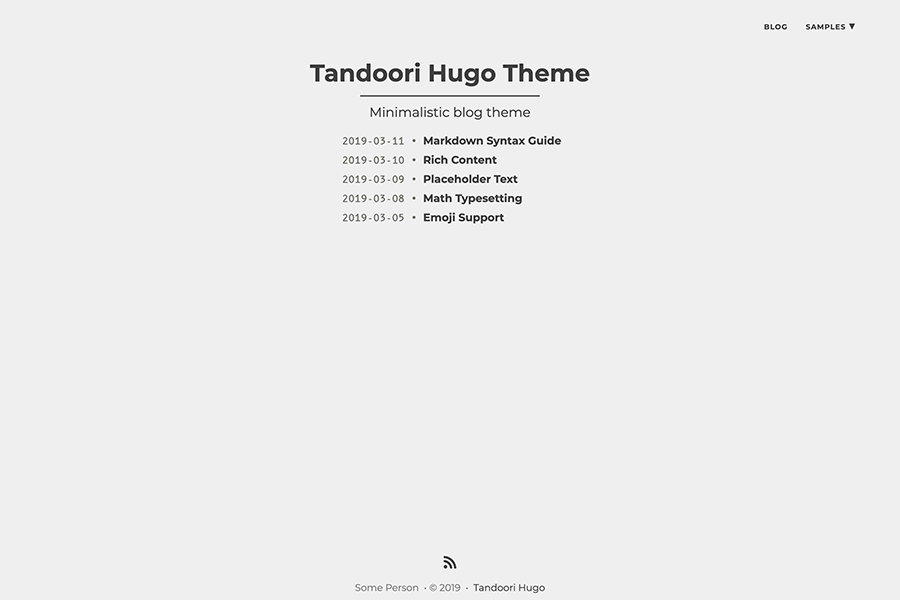 BLOG SAMPLES ▼
Tandoori Hugo Theme
Minimalistic blog theme
2019-03-11 • Markdown Syntax Guide
2019-03-10 • Rich Content
2019-03-09 • Placeholder Text
2019-03-08 • Math Typesetting
2019-03-05 • Emoji Support
Some Person · © 2019 · Tandoori Hugo